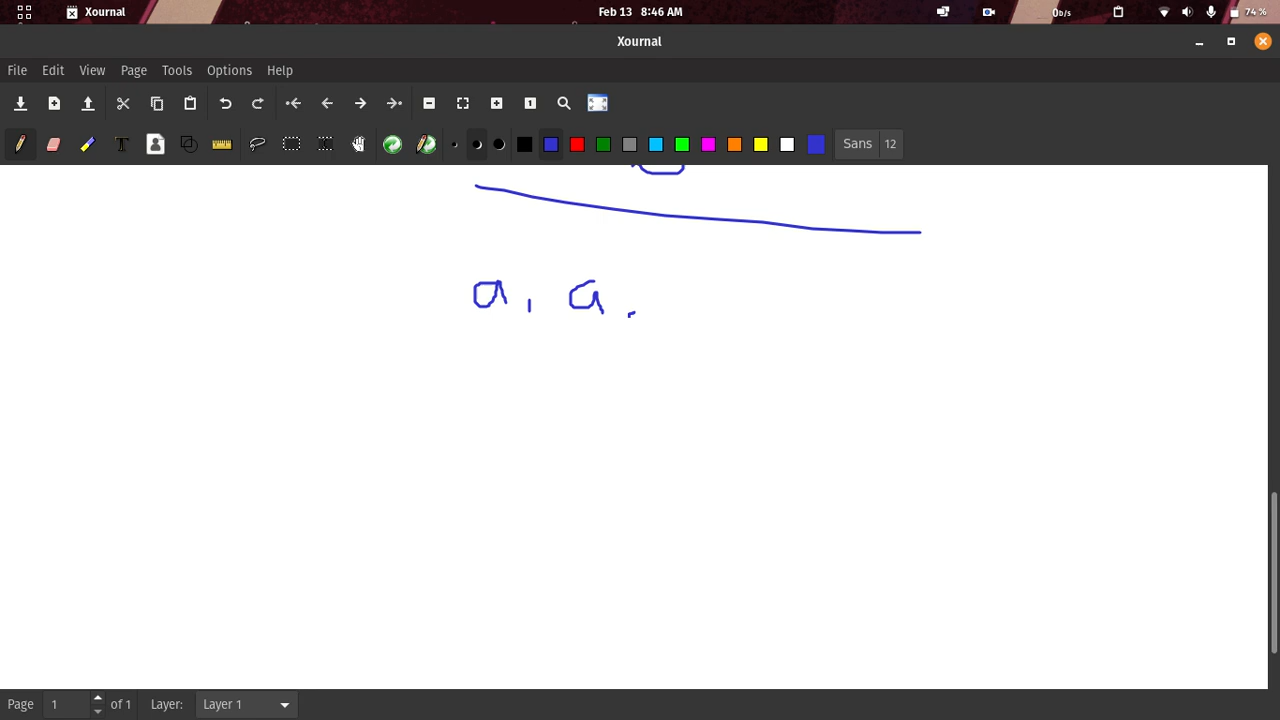 Xournal
Feb 13 8:46 AM
0b/s
74 %
Xournal
File Edit View Page Tools Options Help
Sans 12
a, a.
Page 1 of 1 Layer: Layer 1